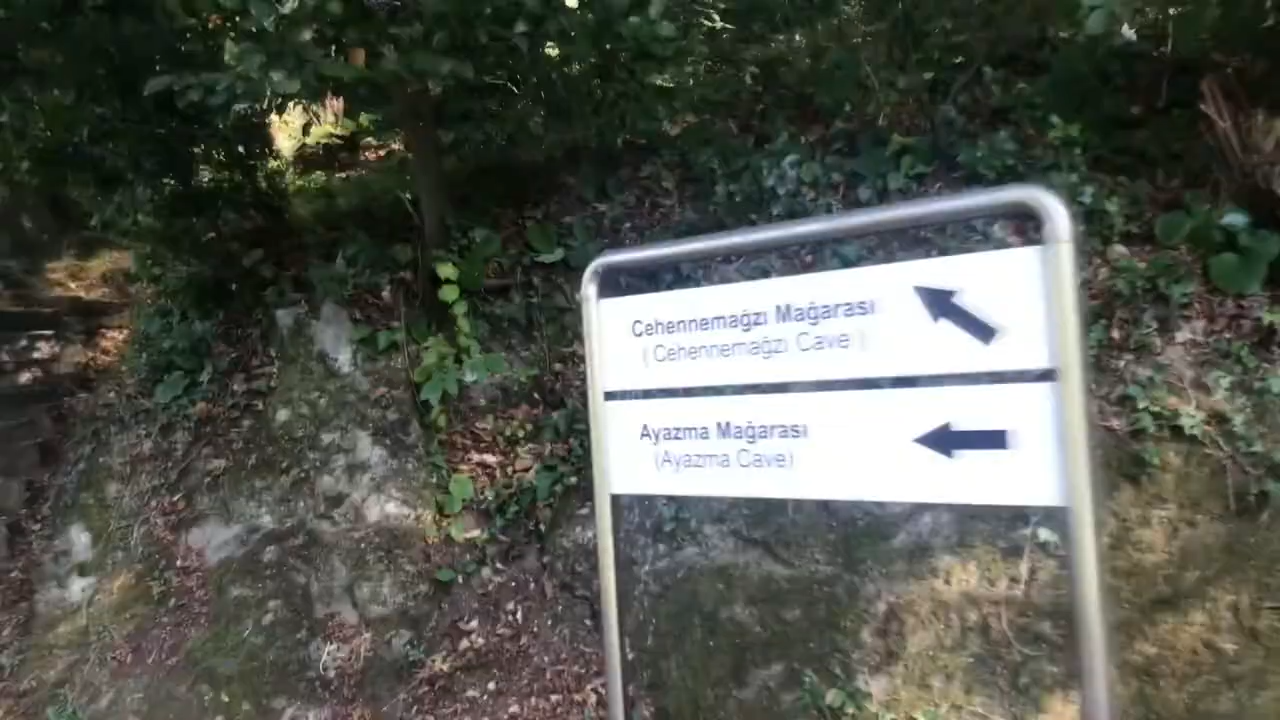 Cehennemağzı Mağarası
( Cehennemağzı Cave )
Ayazma Mağarası
(Ayazma Cave)